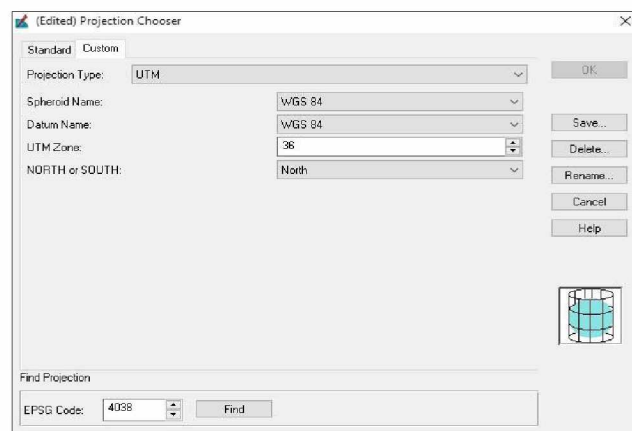 (Edited) Projection Chooser
Standard Custom
Projection Type: UTM
OK
Spheroid Name: WGS 84
Datum Name: WGS 84
Save...
UTM Zone: 36
Delete...
NORTH or SOUTH: North
Rename...
Cancel
Help
Find Projection
EPSG Code: 4038 Find